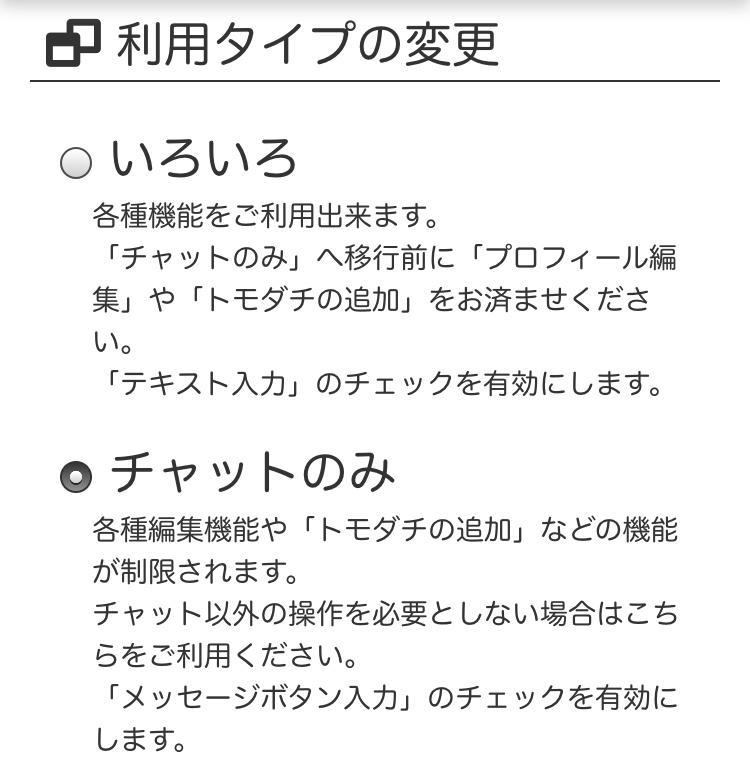 利用タイプの変更
いろいろ
各種機能をご利用出来ます。
「チャットのみ」へ移行前に「プロフィール編
集」や「トモダチの追加」をお済ませくださ
い。
「テキスト入力」のチェックを有効にします。
チャットのみ
各種編集機能や「トモダチの追加」などの機能
が制限されます。
チャット以外の操作を必要としない場合はこち
らをご利用ください。
「メッセージボタン入力」のチェックを有効に
します。